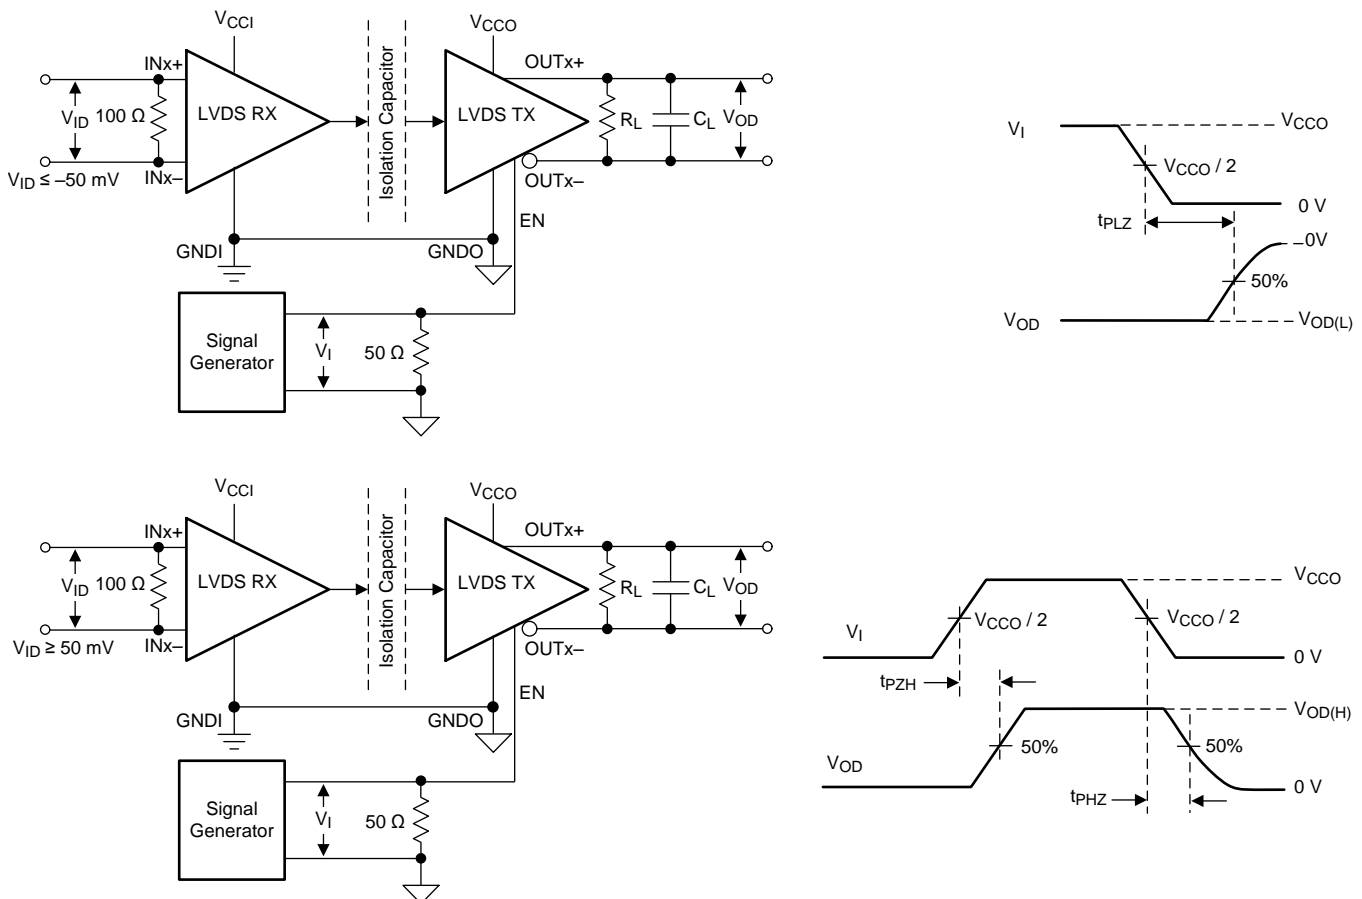 VCCI
VCCO
INx+
OUTx+
VID
100 Ω
LVDS RX
Isolation Capacitor
LVDS TX
RL
CL
VOD
VID ≤ –50 mV
INx–
OUTx–
EN
GNDI
GNDO
Signal
Generator
VI
50 Ω
VI
VCCO
VCCO / 2
0 V
tPLZ
0V
50%
VOD
VOD(L)
VCCI
VCCO
INx+
OUTx+
VID
100 Ω
LVDS RX
Isolation Capacitor
LVDS TX
RL
CL
VOD
VID ≥ 50 mV
INx–
OUTx–
EN
GNDI
GNDO
Signal
Generator
VI
50 Ω
VCCO
VI
VCCO / 2
VCCO / 2
0 V
tPZH
VOD(H)
50%
50%
VOD
0 V
tPHZ